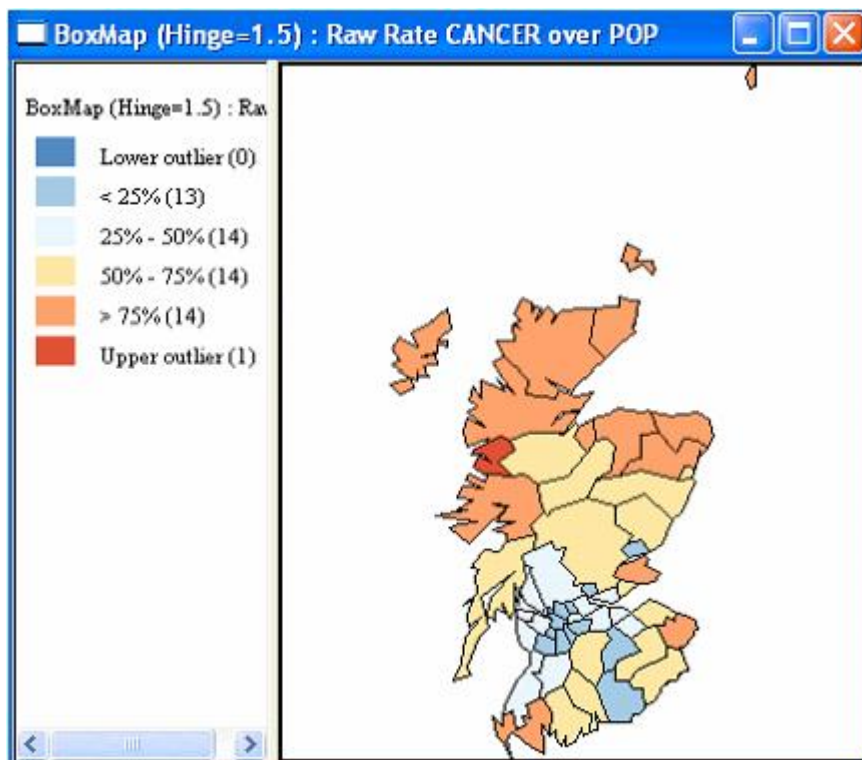 BoxMap (Hinge=1.5) : Raw Rate CANCER over POP
BoxMap (Hinge=1.5) : Ra
Lower outlier (0)
< 25% (13)
25% - 50% (14)
50% - 75% (14)
> 75% (14)
Upper outlier (1)